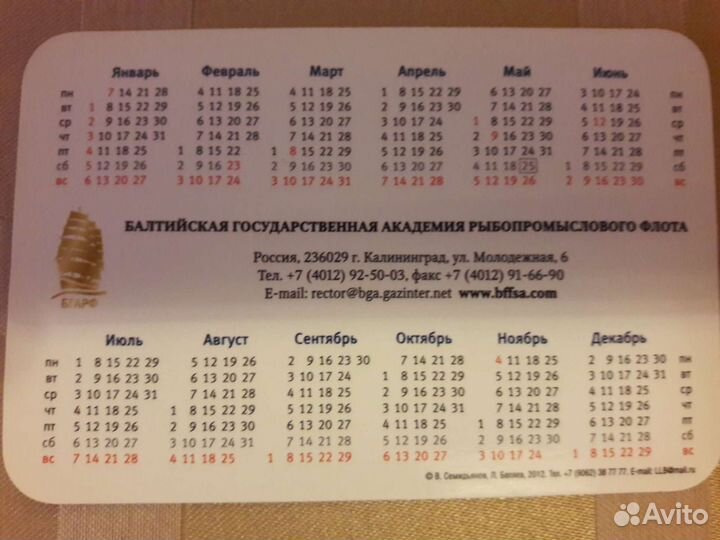 Январь Февраль Март Апрель Май Июнь
пн 7 14 21 28 4 11 18 25 4 11 18 25 1 8 15 22 29 6 13 20 27 3 10 17 24 пн
вт 1 8 15 22 29 5 12 19 26 5 12 19 26 2 9 16 23 30 7 14 21 28 4 11 18 25 вт
ср 2 9 16 23 30 6 13 20 27 6 13 20 27 3 10 17 24 1 8 15 22 29 5 12 19 26 ср
чт 3 10 17 24 31 7 14 21 28 7 14 21 28 4 11 18 25 2 9 16 23 30 6 13 20 27 чт
пт 4 11 18 25 1 8 15 22 1 8 15 22 29 5 12 19 26 3 10 17 24 31 7 14 21 28 пт
сб 5 12 19 26 2 9 16 23 2 9 16 23 30 6 13 20 27 4 11 18 25 1 8 15 22 29 сб
вс 6 13 20 27 3 10 17 24 3 10 17 24 31 7 14 21 28 5 12 19 26 2 9 16 23 30 вс
БАЛТИЙСКАЯ ГОСУДАРСТВЕННАЯ АКАДЕМИЯ РЫБОПРОМЫСЛОВОГО ФЛОТА
Россия, 236029 г. Калининград, ул. Молодежная, 6
Тел. +7 (4012) 92-50-03, факс +7 (4012) 91-66-90
E-mail: rector@bga.gazinter.net www.bffsa.com
БГАРФ
Июль Август Сентябрь Октябрь Ноябрь Декабрь
пн 1 8 15 22 29 5 12 19 26 2 9 16 23 30 7 14 21 28 4 11 18 25 2 9 16 23 30 пн
вт 2 9 16 23 30 6 13 20 27 3 10 17 24 1 8 15 22 29 5 12 19 26 3 10 17 24 31 вт
ср 3 10 17 24 31 7 14 21 28 4 11 18 25 2 9 16 23 30 6 13 20 27 4 11 18 25 ср
чт 4 11 18 25 1 8 15 22 29 5 12 19 26 3 10 17 24 31 7 14 21 28 5 12 19 26 чт
пт 5 12 19 26 2 9 16 23 30 6 13 20 27 4 11 18 25 1 8 15 22 29 6 13 20 27 пт
сб 6 13 20 27 3 10 17 24 31 7 14 21 28 5 12 19 26 2 9 16 23 30 7 14 21 28 сб
вс 7 14 21 28 4 11 18 25 1 8 15 22 29 6 13 20 27 3 10 17 24 1 8 15 22 29 вс
© В. Семидьянов, Л. Беляев, 2012. Тел. +7 (9062) 38 77 77; E-mail: LLB@mail.ru
Avito